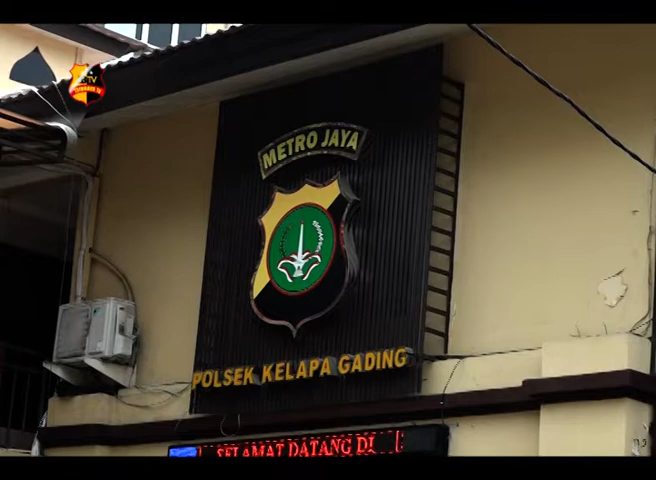 METRO JAYA
POLSEK KELAPA GADING
SELAMAT DATANG DI